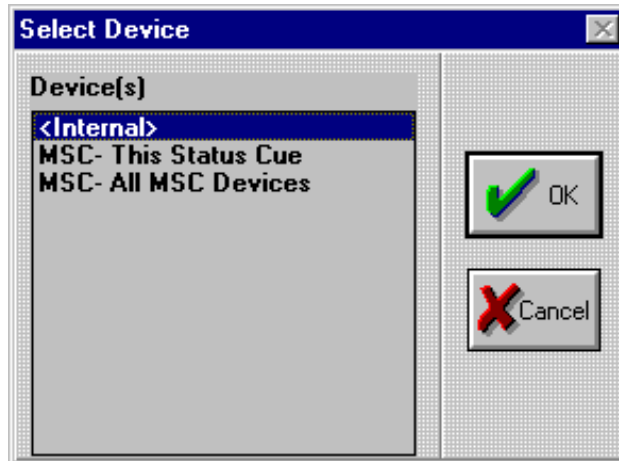 Select Device
Device(s)
<Internal>
MSC- This Status Cue
MSC- All MSC Devices
OK
Cancel